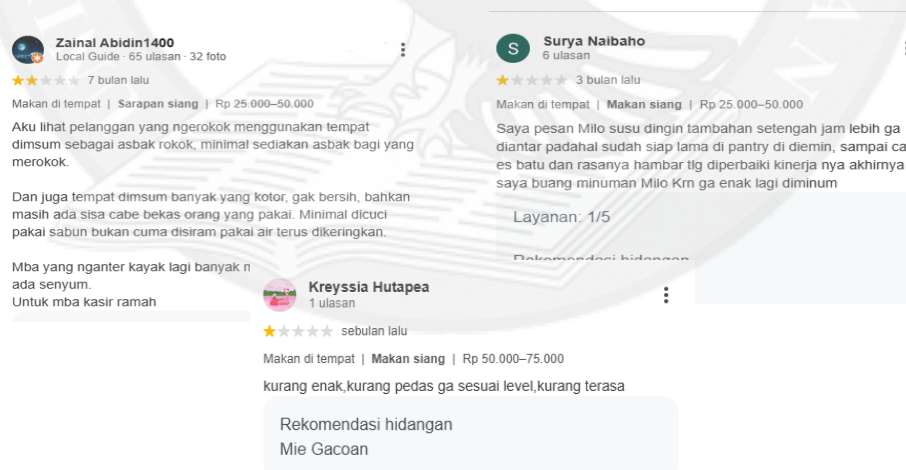 Zainal Abidin1400
Local Guide · 65 ulasan · 32 foto
7 bulan lalu
Makan di tempat | Sarapan siang | Rp 25.000–50.000
Aku lihat pelanggan yang ngerokok menggunakan tempat
dimsum sebagai asbak rokok, minimal sediakan asbak bagi yang
merokok.
Dan juga tempat dimsum banyak yang kotor, gak bersih, bahkan
masih ada sisa cabe bekas orang yang pakai. Minimal dicuci
pakai sabun bukan cuma disiram pakai air terus dikeringkan.
Mba yang nganter kayak lagi banyak
ada senyum.
Untuk mba kasir ramah
S
Surya Naibaho
6 ulasan
3 bulan lalu
Makan di tempat | Makan siang | Rp 25.000–50.000
Saya pesan Milo susu dingin tambahan setengah jam lebih ga
diantar padahal sudah siap lama di pantry di diemin, sampai ca
es batu dan rasanya hambar tlg diperbaiki kinerja nya akhirnya
saya buang minuman Milo Krn ga enak lagi diminum
Layanan: 1/5
Rekomendasi hidangan
Kreyssia Hutapea
1 ulasan
sebulan lalu
Makan di tempat | Makan siang | Rp 50.000–75.000
kurang enak,kurang pedas ga sesuai level,kurang terasa
Rekomendasi hidangan
Mie Gacoan